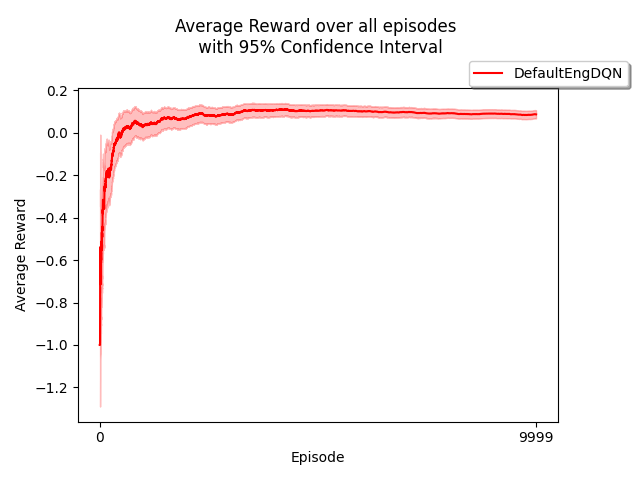 Average Reward over all episodes
with 95% Confidence Interval
DefaultEngDQN
0.2
0.0
−0.2
−0.4
−0.6
−0.8
−1.0
−1.2
Average Reward
0
9999
Episode